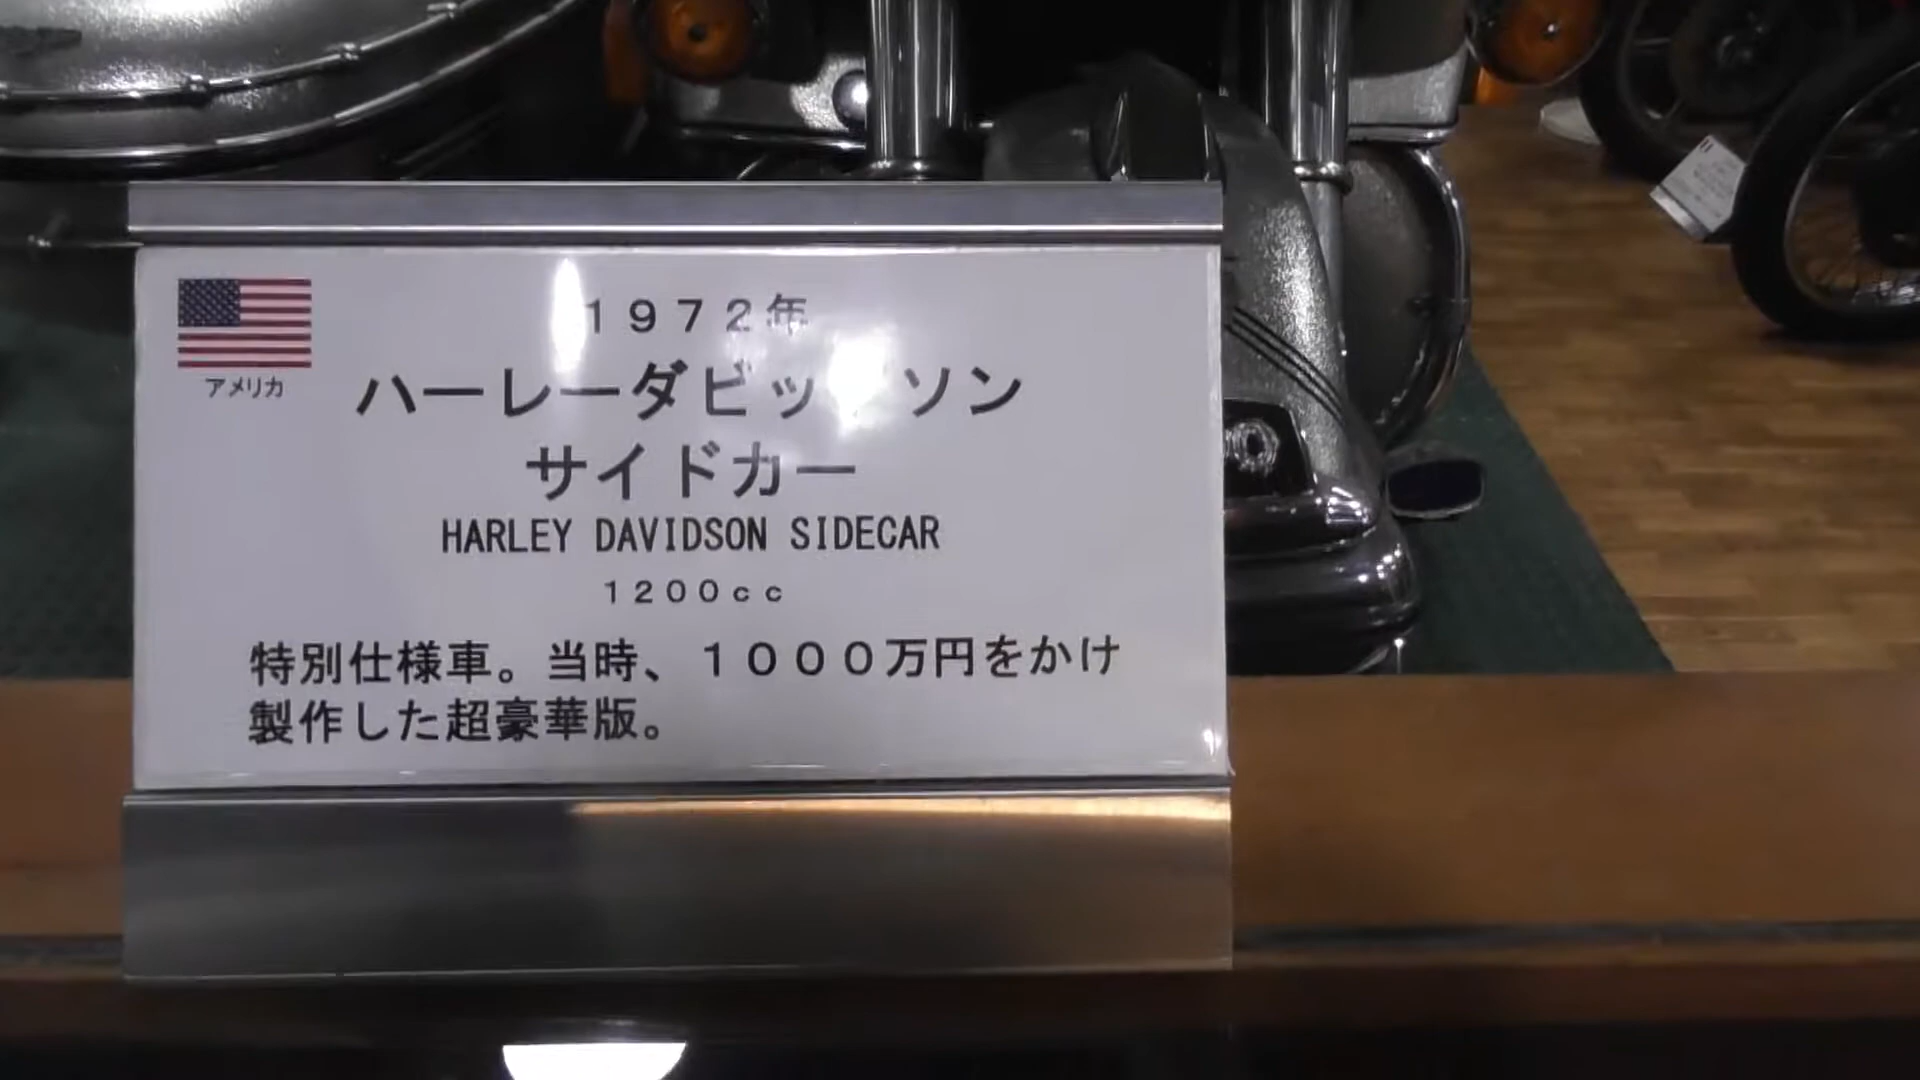 1972年
アメリカ
ハーレーダビッ ソン
サイドカー
HARLEY DAVIDSON SIDECAR
1200cc
特別仕様車。当時、1000万円をかけ
製作した超豪華版。